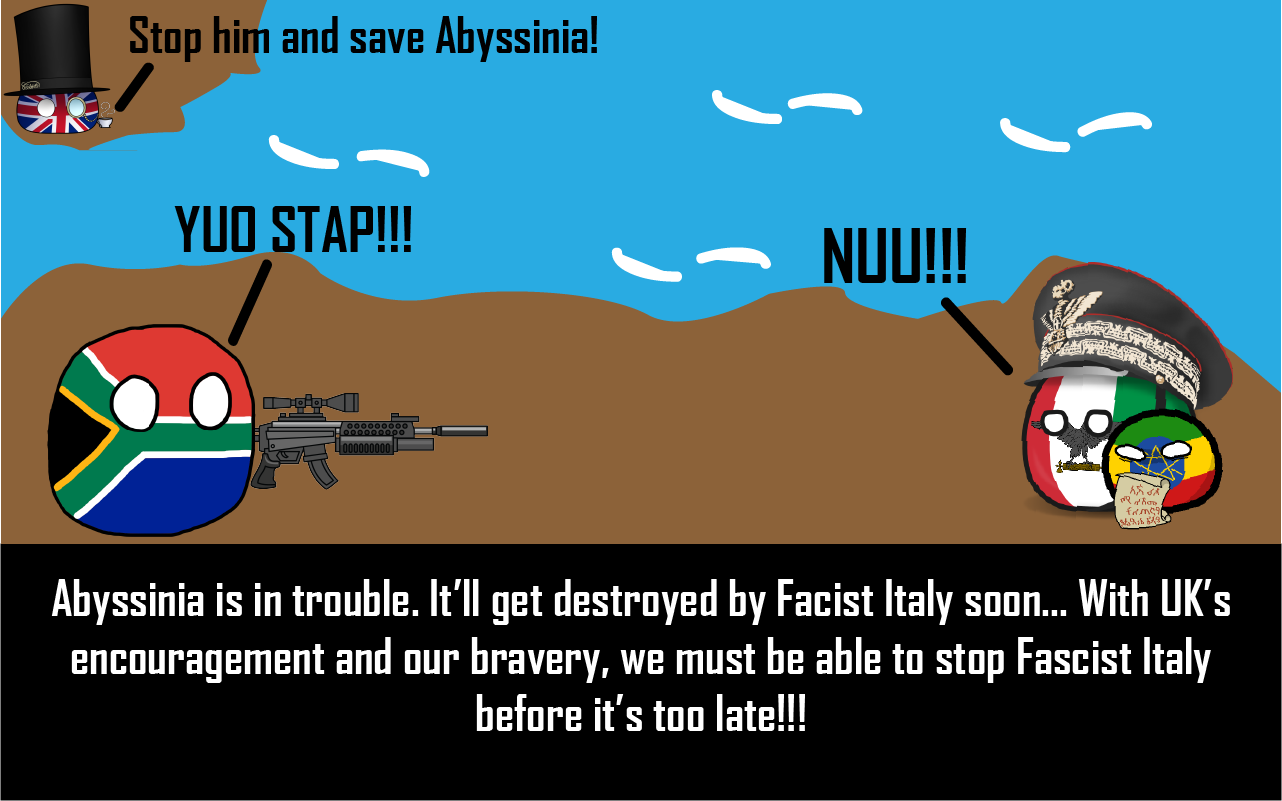 Stop him and save Abyssinia!
YUO STAP!!!
NUU!!!
Abyssinia is in trouble. It’ll get destroyed by Facist Italy soon... With UK’s
encouragement and our bravery, we must be able to stop Fascist Italy
before it’s too late!!!